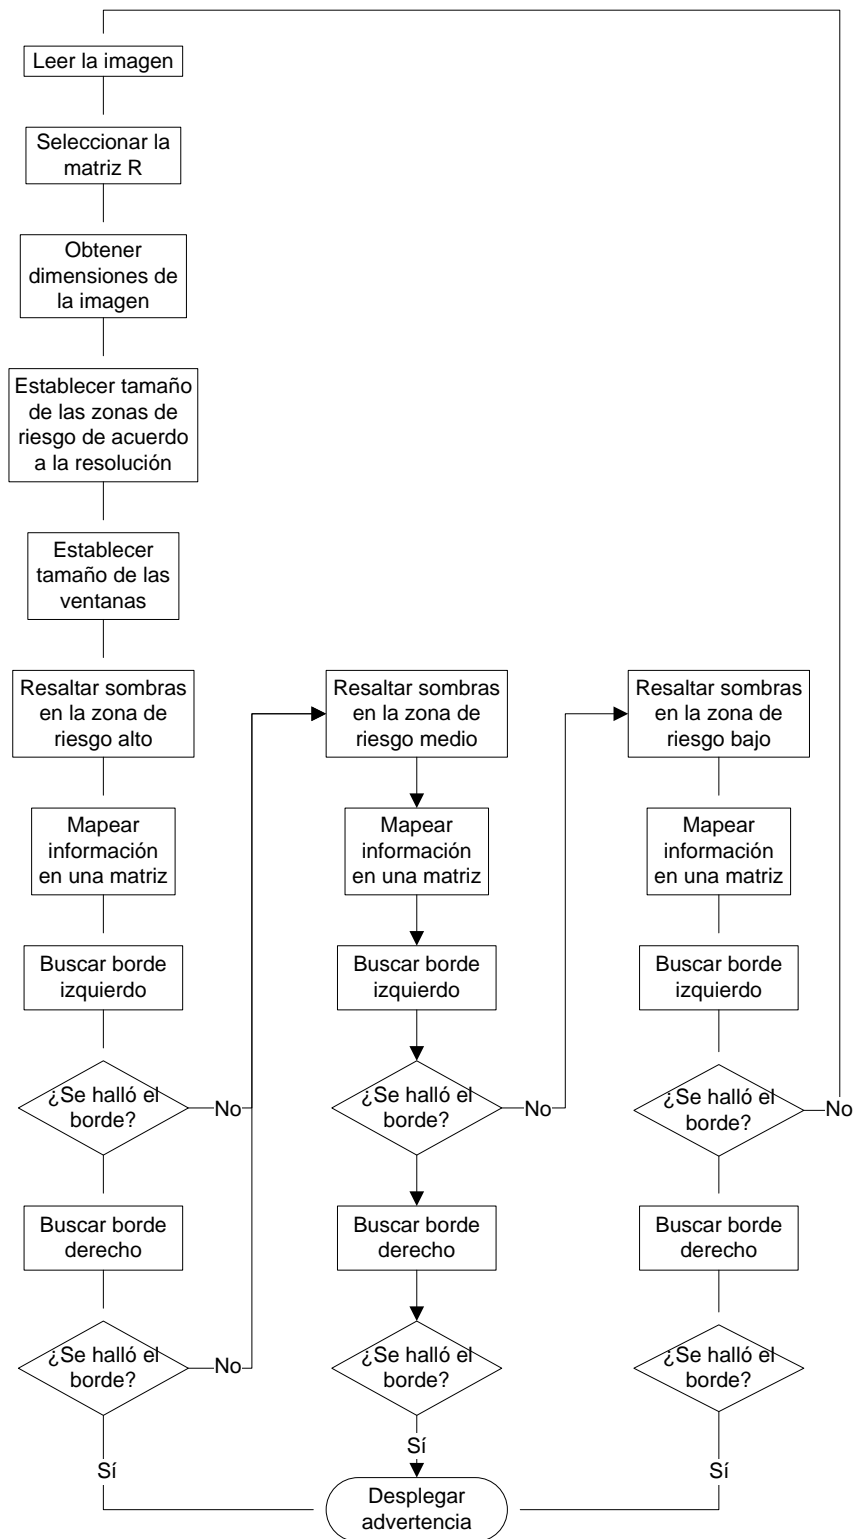 Leer la imagen
Seleccionar la
matriz R
Obtener
dimensiones de
la imagen
Establecer tamaño
de las zonas de
riesgo de acuerdo
a la resolución
Establecer
tamaño de las
ventanas
Resaltar sombras
en la zona de
riesgo alto
Mapear
información
en una matriz
Buscar borde
izquierdo
¿Se halló el
borde?
No
Buscar borde
derecho
¿Se halló el
borde?
No
Sí
Resaltar sombras
en la zona de
riesgo medio
Mapear
información
en una matriz
Buscar borde
izquierdo
¿Se halló el
borde?
No
Buscar borde
derecho
¿Se halló el
borde?
Sí
Resaltar sombras
en la zona de
riesgo bajo
Mapear
información
en una matriz
Buscar borde
izquierdo
¿Se halló el
borde?
No
Buscar borde
derecho
¿Se halló el
borde?
Sí
Desplegar
advertencia